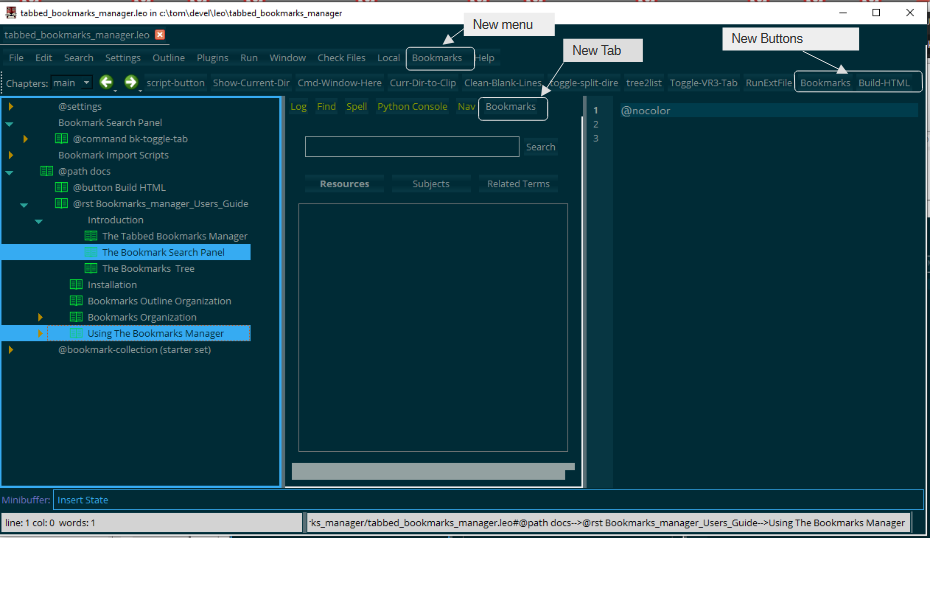 tabbed_bookmarks_manager.leo in c:\tom\devel\leo\tabbed_bookmarks_manager
New menu
New Tab
New Buttons
tabbed_bookmarks_manager.leo
File Edit Search Settings Outline Plugins Run Window Check Files Local Bookmarks Help
Chapters: main script-button Show-Current-Dir Cmd-Window-Here Curr-Dir-to-Clip Clean-Blank-Lines toggle-split-dire tree2list Toggle-VR3-Tab RunExtFile Bookmarks Build-HTML
@settings
Bookmark Search Panel
@command bk-toggle-tab
Bookmark Import Scripts
@path docs
@button Build HTML
@rst Bookmarks_manager_Users_Guide
Introduction
The Tabbed Bookmarks Manager
The Bookmark Search Panel
The Bookmarks Tree
Installation
Bookmarks Outline Organization
Bookmarks Organization
Using The Bookmarks Manager
@bookmark-collection (starter set)
Log Find Spell Python Console Nav Bookmarks
Search
Resources Subjects Related Terms
1 @nocolor
2
3
Minibuffer: Insert State
line: 1 col: 0 words: 1
rks_manager/tabbed_bookmarks_manager.leo#@path docs-->@rst Bookmarks_manager_Users_Guide-->Using The Bookmarks Manager